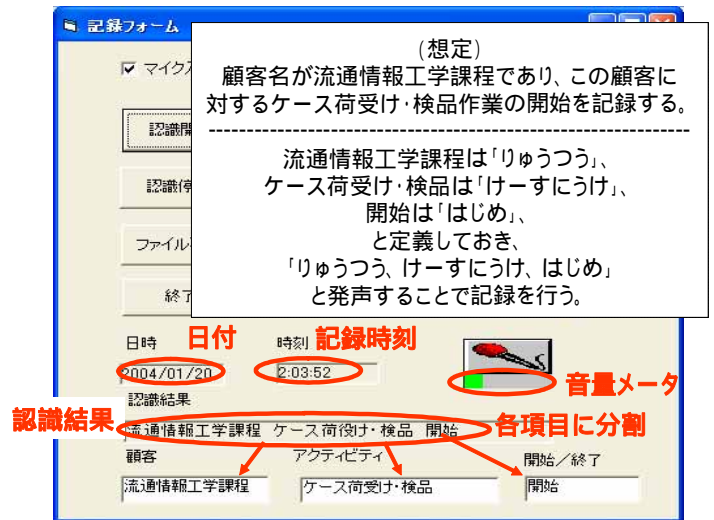 記録フォーム
(想定)
顧客名が流通情報工学課程であり、この顧客に
対するケース荷受け・検品作業の開始を記録する。
流通情報工学課程は「りゅうつう」、
ケース荷受け・検品は「けーすにうけ」、
開始は「はじめ」、
と定義しておき、
「りゅうつう、けーすにうけ、はじめ」
と発声することで記録を行う。
マイク
認識
認識
ファイル
終了
日時 日付 時刻 記録時刻
2004/01/20 2:03:52
音量メータ
認識結果
認識結果
流通情報工学課程 ケース荷役け・検品 開始
各項目に分割
顧客 アクティビティ 開始/終了
流通情報工学課程 ケース荷受け・検品 開始